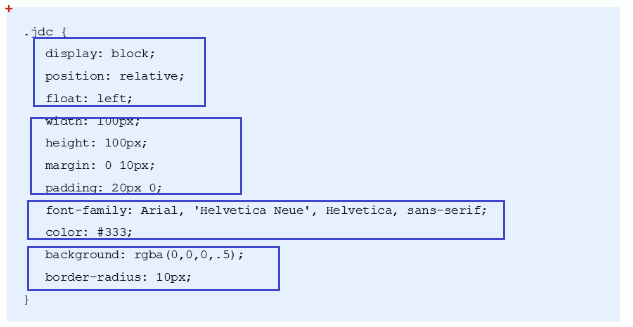 .jdc {
display: block;
position: relative;
float: left;
width: 100px;
height: 100px;
margin: 0 10px;
padding: 20px 0;
font-family: Arial, 'Helvetica Neue', Helvetica, sans-serif;
color: #333;
background: rgba(0,0,0,.5);
border-radius: 10px;
}